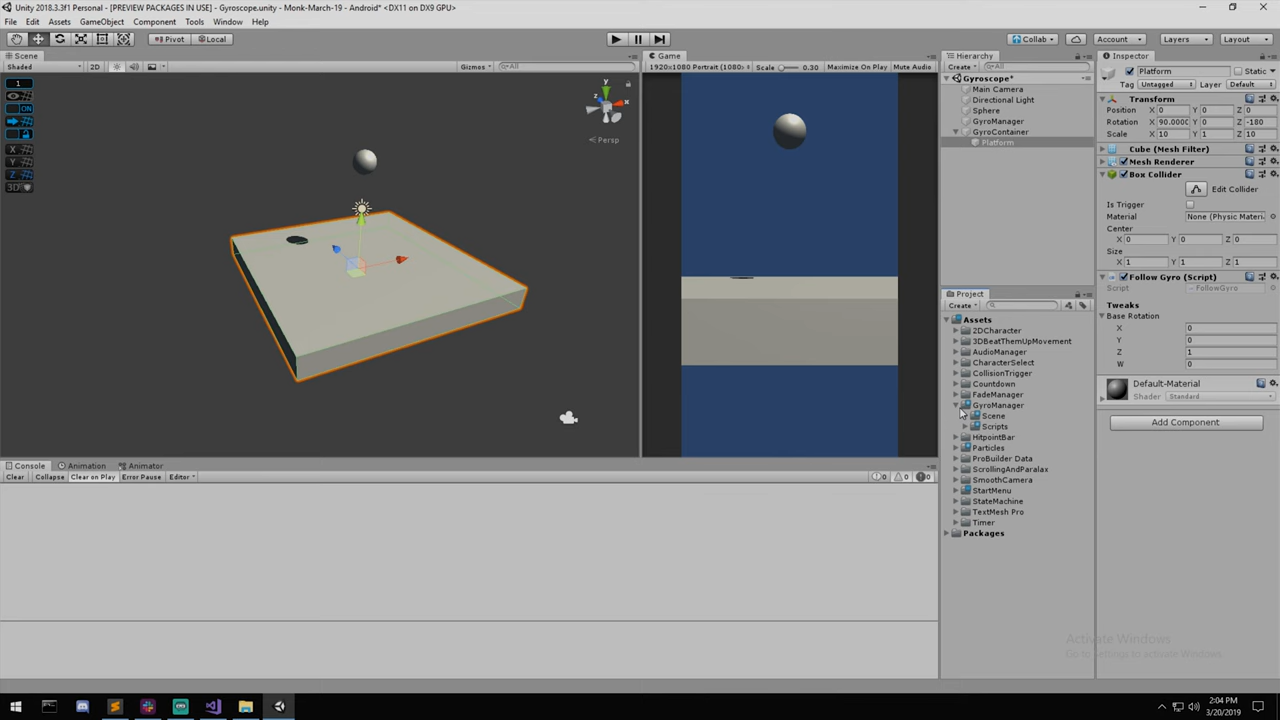 Unity 2018.3.3f1 Personal - [PREVIEW PACKAGES IN USE] - Gyroscope.unity - Monk-March-19 - Android* <DX11 on DX9 GPU>
File Edit Assets GameObject Component Tools Window Help
Pivot Local
Collab Account Layers Layout
Scene
Shaded 2D Gizmos All
1
ON
X
Y
Z
3D
y
x
z
Persp
Game
1920x1080 Portrait (1080) Scale 0.30 Maximize On Play Mute Audio
Hierarchy
Create All
Gyroscope*
Main Camera
Directional Light
Sphere
GyroManager
GyroContainer
Platform
Project
Create
Assets
2DCharacter
3DBeatThemUpMovement
AudioManager
CharacterSelect
CollisionTrigger
Countdown
FadeManager
GyroManager
Scene
Scripts
HitpointBar
Particles
ProBuilder Data
ScrollingAndParalax
SmoothCamera
StartMenu
StateMachine
TextMesh Pro
Timer
Packages
Inspector
Platform Static
Tag Untagged Layer Default
Transform
Position X 0 Y 0 Z 0
Rotation X 90.0000 Y 0 Z -180
Scale X 10 Y 1 Z 10
Cube (Mesh Filter)
Mesh Renderer
Box Collider
Edit Collider
Is Trigger
Material None (Physic Materi
Center
X 0 Y 0 Z 0
Size
X 1 Y 1 Z 1
Follow Gyro (Script)
Script FollowGyro
Tweaks
Base Rotation
X 0
Y 0
Z 1
W 0
Default-Material
Shader Standard
Add Component
Console Animation Animator
Clear Collapse Clear on Play Error Pause Editor 0 0 0
Activate Windows
Go to Settings to activate Windows.
2:04 PM
3/20/2019